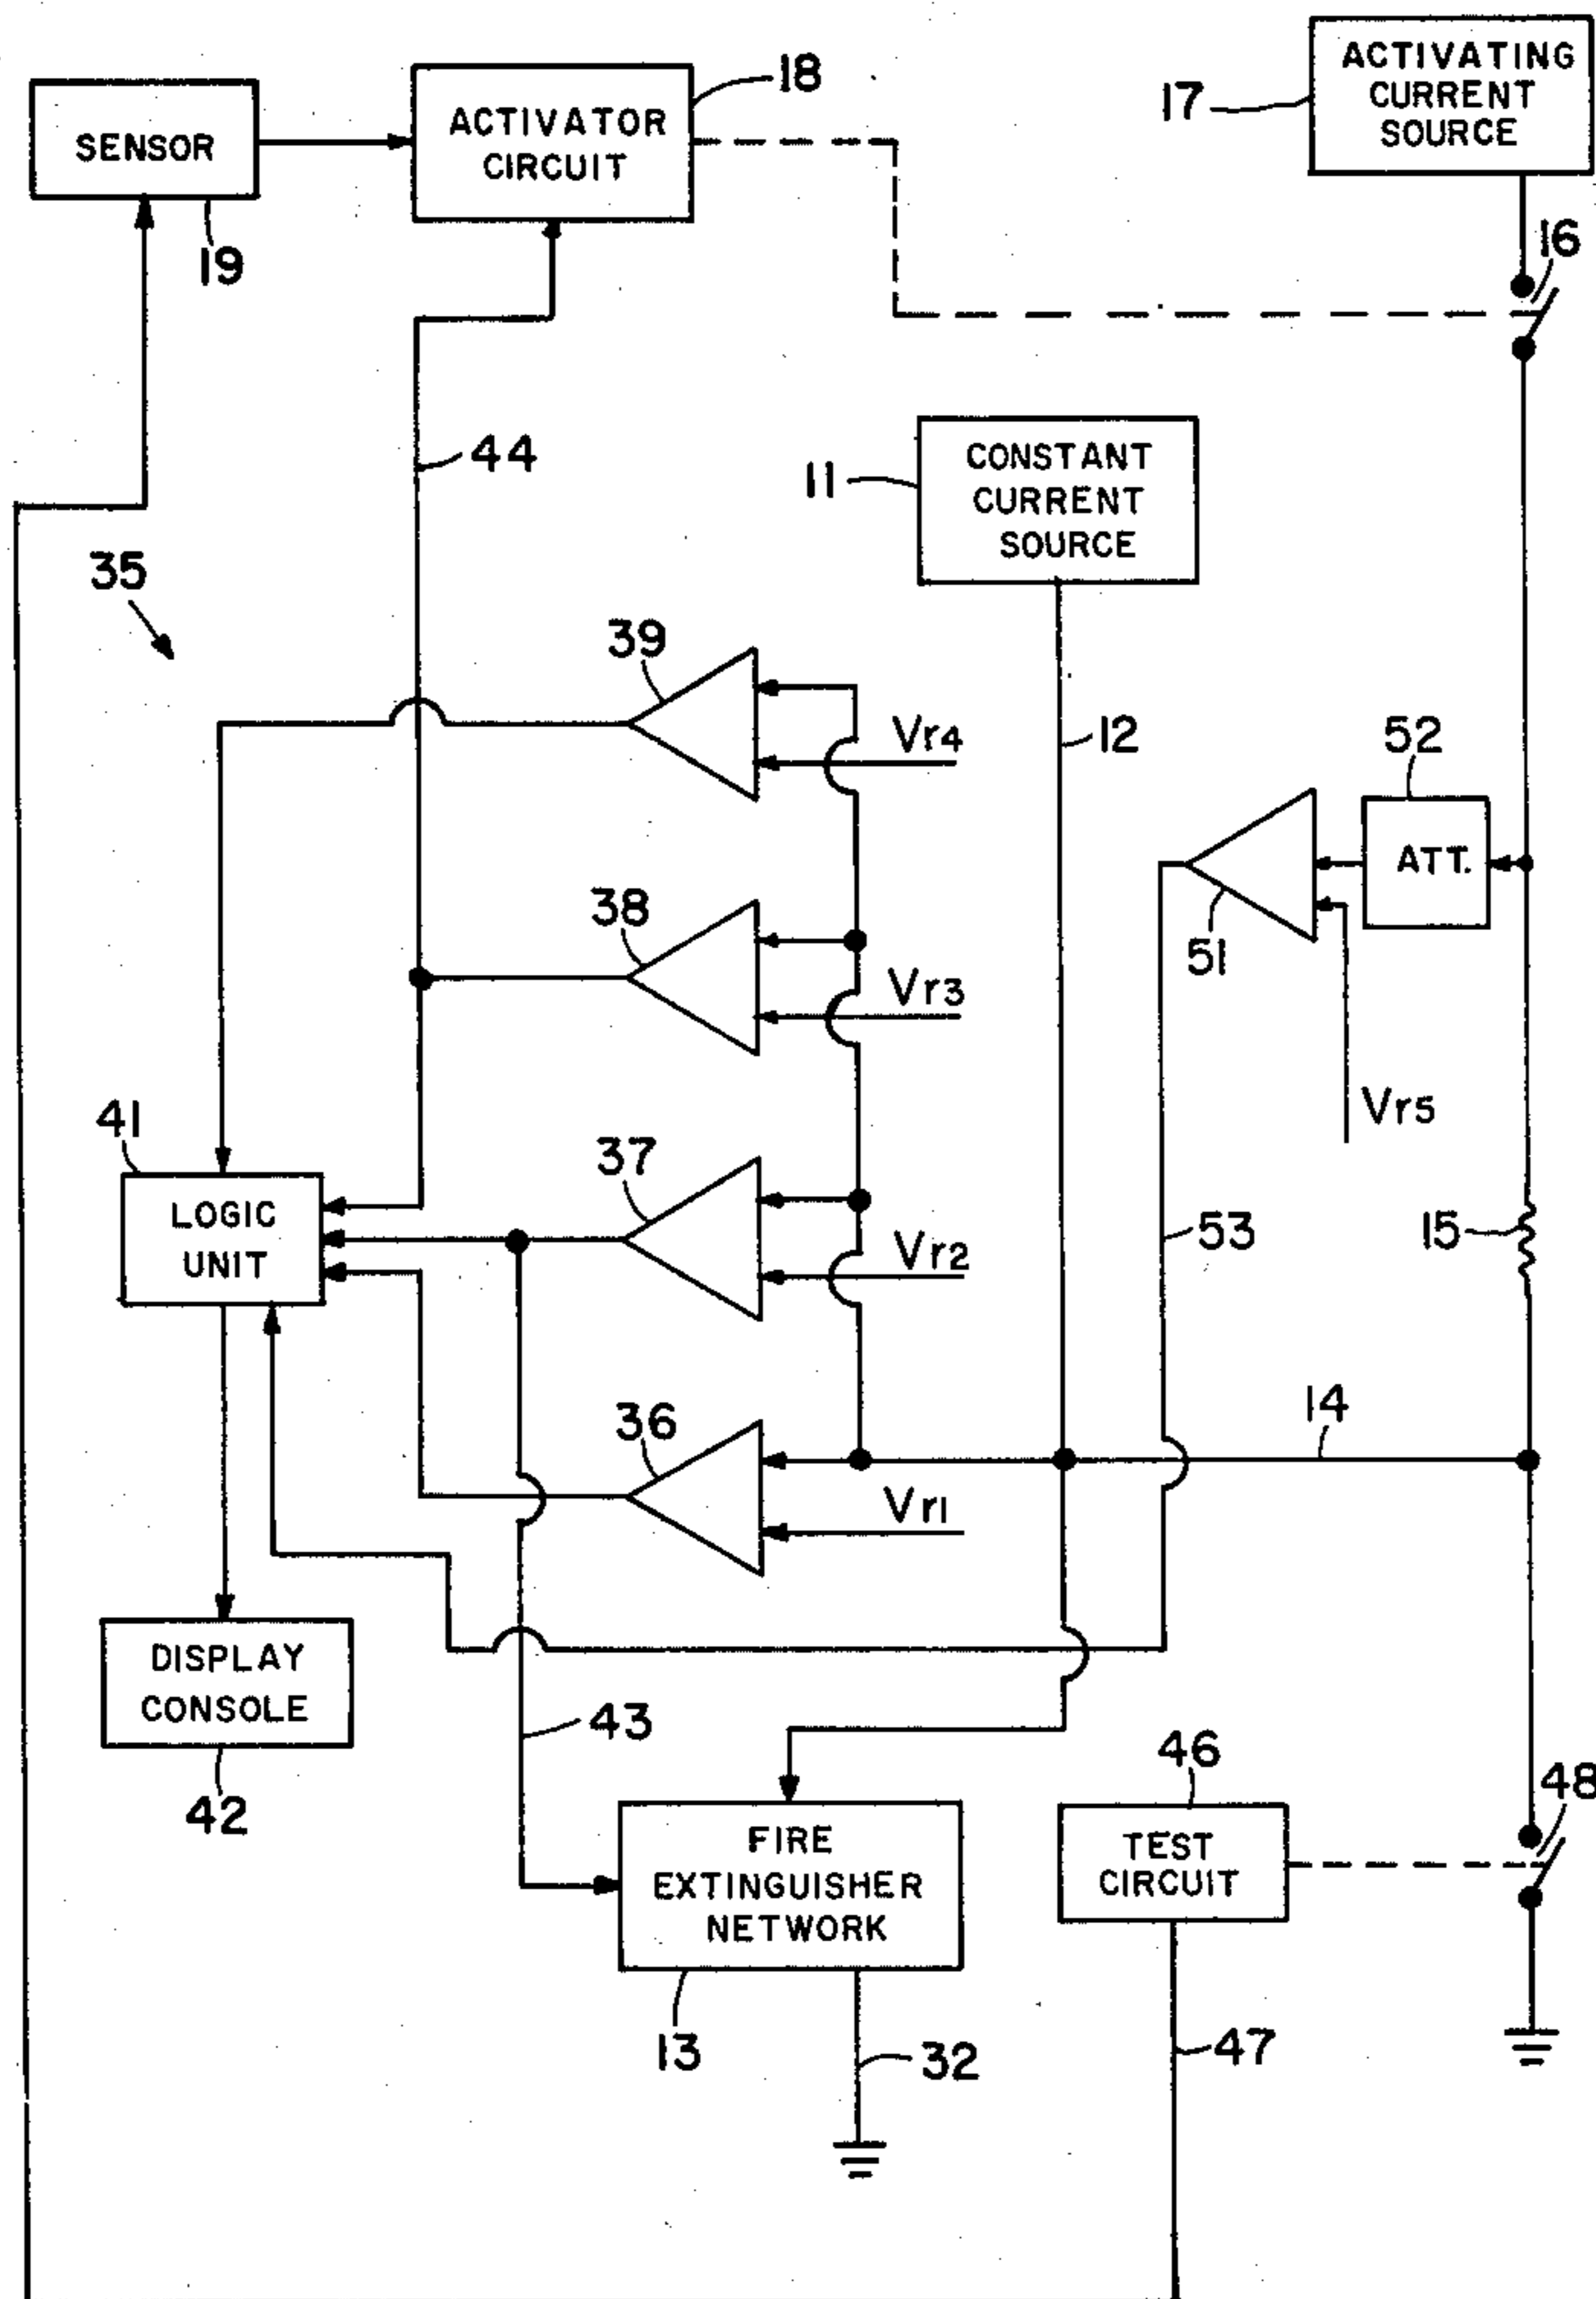 ACTIVATING
CURRENT
SOURCE
17
18
ACTIVATOR
CIRCUIT
SENSOR
19
16
44
11
CONSTANT
CURRENT
SOURCE
35
39
Vr4
12
52
ATT.
51
38
Vr3
Vr5
41
LOGIC
UNIT
37
Vr2
53
15
14
36
Vr1
DISPLAY
CONSOLE
42
43
46
48
TEST
CIRCUIT
FIRE
EXTINGUISHER
NETWORK
13
32
47